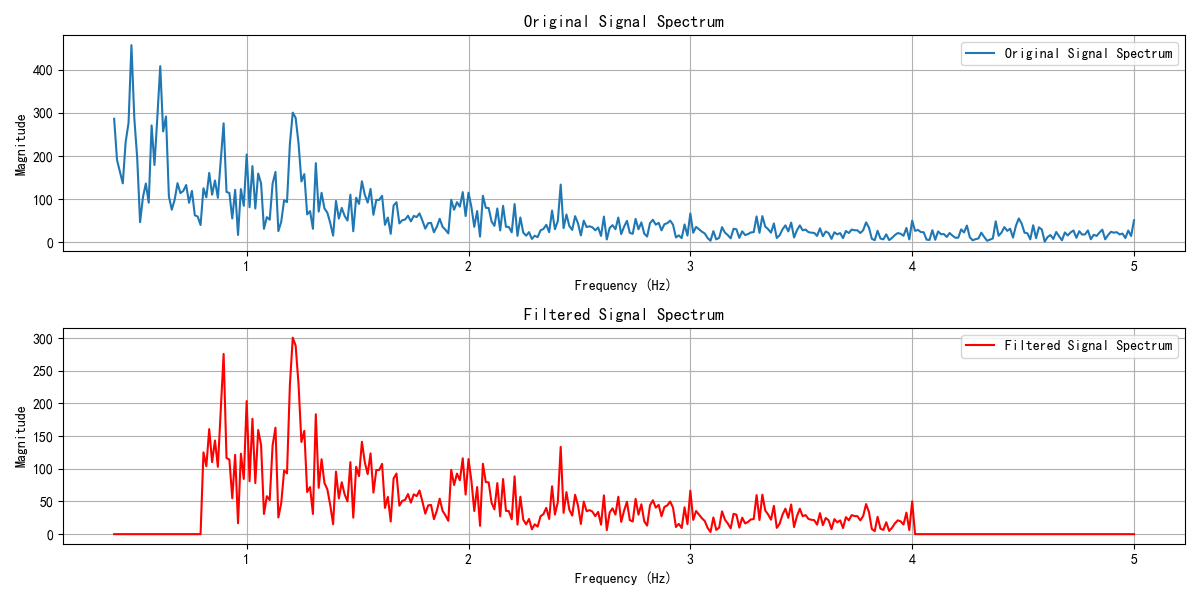 Original Signal Spectrum
Original Signal Spectrum
400
300
200
100
0
Magnitude
1
2
3
4
5
Frequency (Hz)
Filtered Signal Spectrum
Filtered Signal Spectrum
300
250
200
150
100
50
0
Magnitude
1
2
3
4
5
Frequency (Hz)